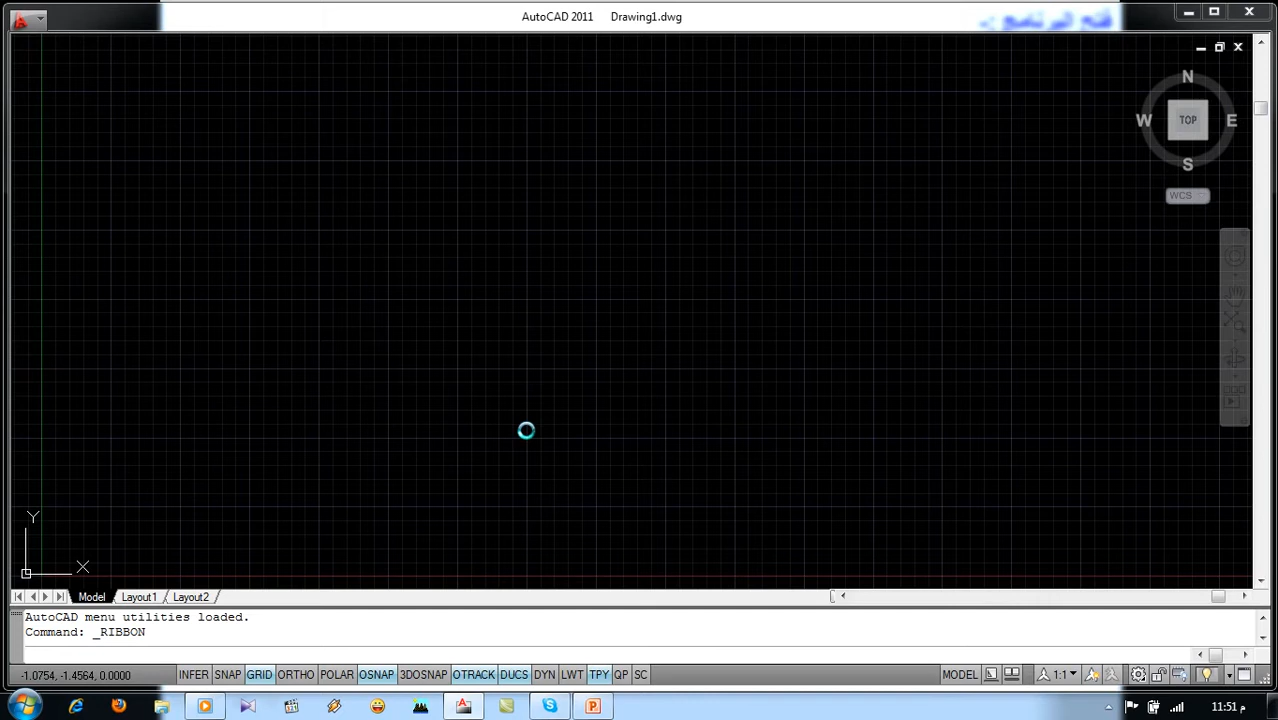 AutoCAD 2011 Drawing1.dwg
فتح البرنامج :-
N
W TOP E
S
WCS
Y
X
Model Layout1 Layout2
AutoCAD menu utilities loaded.
Command: _RIBBON
-1.0754, -1.4564, 0.0000 INFER SNAP GRID ORTHO POLAR OSNAP 3DOSNAP OTRACK DUCS DYN LWT TPY QP SC MODEL 1:1
11:51 م